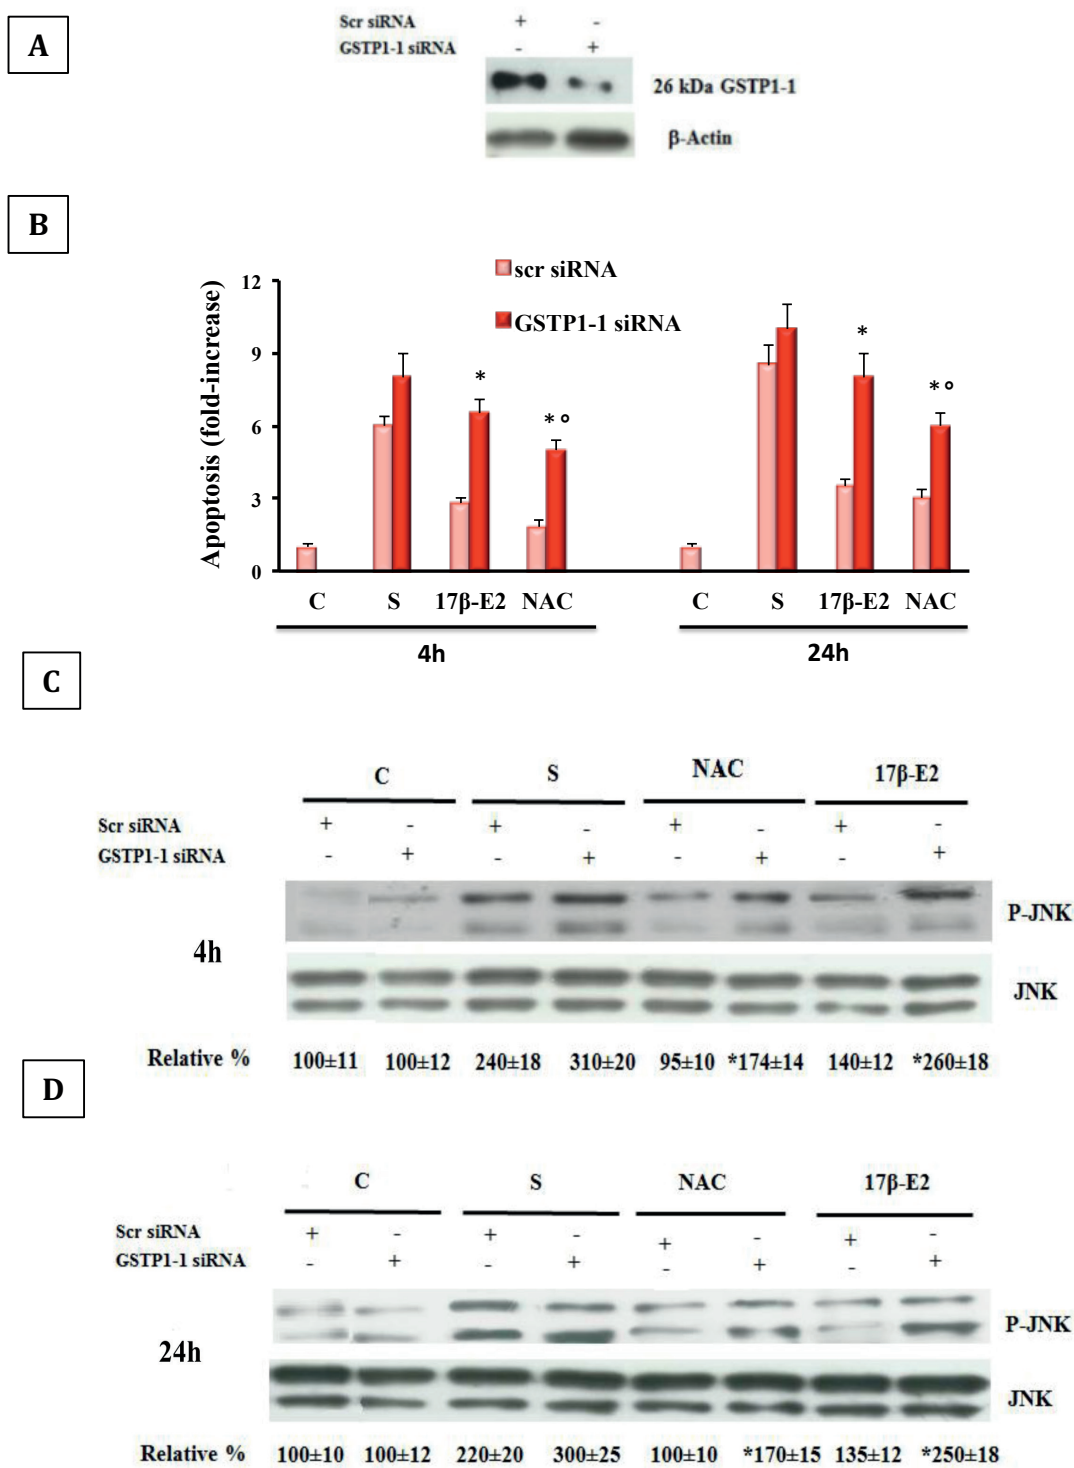 A
Scr siRNA + -
GSTP1-1 siRNA - +
26 kDa GSTP1-1
β-Actin
B
scr siRNA
GSTP1-1 siRNA
Apoptosis (fold-increase)
12
9
6
3
0
* * ° * * °
C S 17β-E2 NAC C S 17β-E2 NAC
4h 24h
C
C S NAC 17β-E2
Scr siRNA + - + - + - + -
GSTP1-1 siRNA - + - + - + - +
P-JNK
4h
JNK
Relative % 100±11 100±12 240±18 310±20 95±10 *174±14 140±12 *260±18
D
C S NAC 17β-E2
Scr siRNA + - + - + - + -
GSTP1-1 siRNA - + - + - + - +
P-JNK
24h
JNK
Relative % 100±10 100±12 220±20 300±25 100±10 *170±15 135±12 *250±18